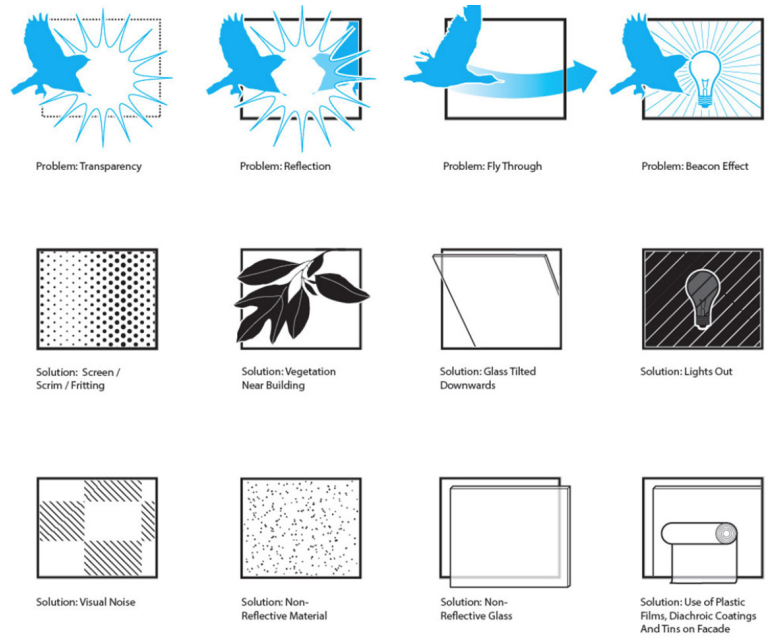 Problem: Transparency
Problem: Reflection
Problem: Fly Through
Problem: Beacon Effect
Solution: Screen /
Scrim / Fritting
Solution: Vegetation
Near Building
Solution: Glass Tilted
Downwards
Solution: Lights Out
Solution: Visual Noise
Solution: Non-
Reflective Material
Solution: Non-
Reflective Glass
Solution: Use of Plastic
Films, Diachroic Coatings
And Tins on Facade